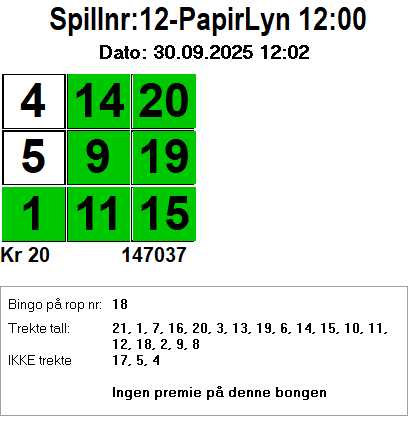 Spillnr:12-PapirLyn 12:00
Dato: 30.09.2025 12:02
4 14 20
5 9 19
1 11 15
Kr 20 147037
Bingo på rop nr: 18
Trekte tall: 21, 1, 7, 16, 20, 3, 13, 19, 6, 14, 15, 10, 11,
12, 18, 2, 9, 8
IKKE trekte 17, 5, 4
Ingen premie på denne bongen